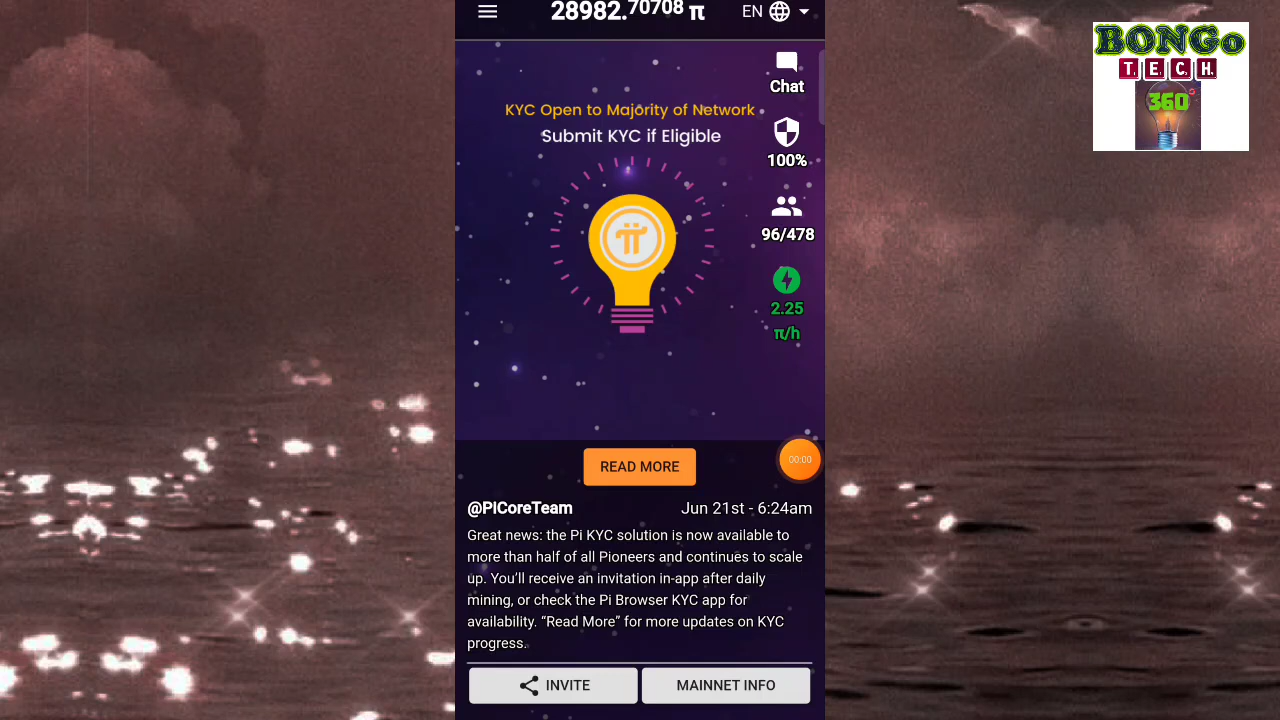 28982.70708 π
EN
BONGo
TECH
360°
Chat
KYC Open to Majority of Network
Submit KYC if Eligible
100%
96/478
2.25
π/h
READ MORE
00:00
@PiCoreTeam
Jun 21st - 6:24am
Great news: the Pi KYC solution is now available to
more than half of all Pioneers and continues to scale
up. You’ll receive an invitation in-app after daily
mining, or check the Pi Browser KYC app for
availability. “Read More” for more updates on KYC
progress.
INVITE
MAINNET INFO